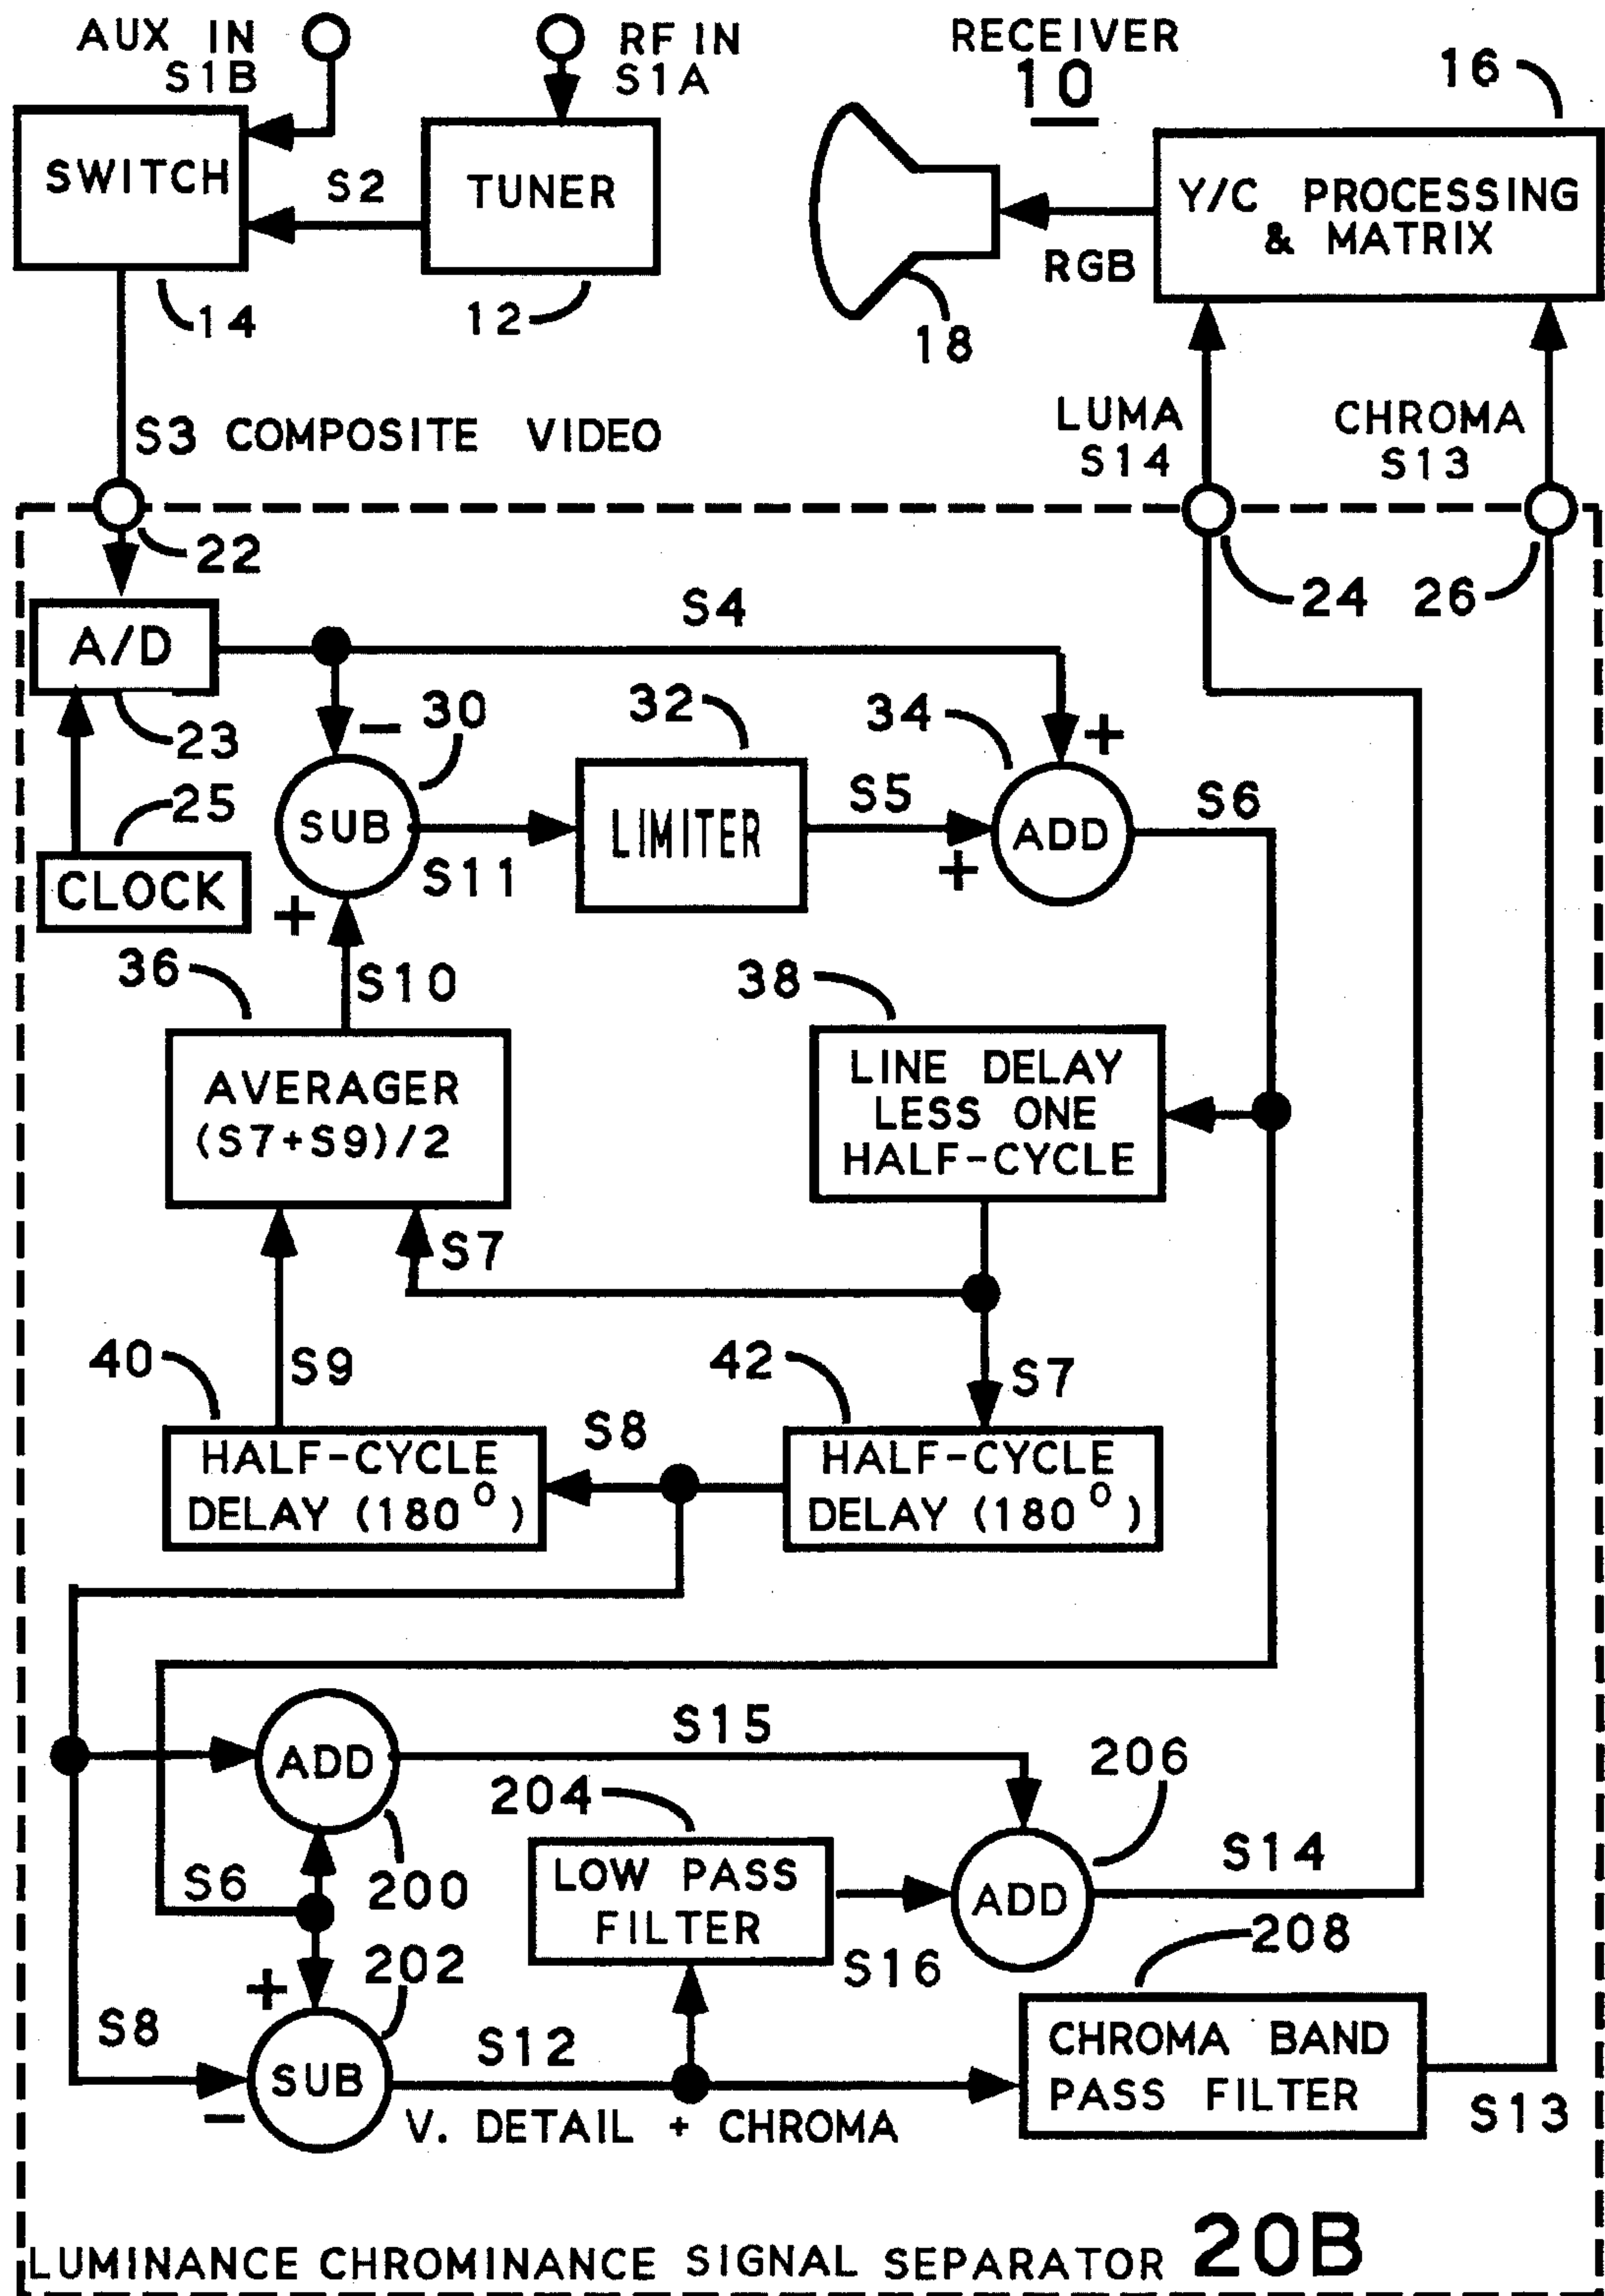 AUX IN
S1B
RF IN
S1A
RECEIVER
10
16
SWITCH
S2
TUNER
Y/C PROCESSING
& MATRIX
RGB
14
12
18
S3 COMPOSITE VIDEO
LUMA
S14
CHROMA
S13
22
24
26
A/D
S4
23
−
30
32
34
+
25
SUB
S11
LIMITER
S5
+
ADD
S6
CLOCK
+
36
S10
38
AVERAGER
(S7+S9)/2
LINE DELAY
LESS ONE
HALF-CYCLE
S7
40
S9
42
S7
HALF-CYCLE
DELAY (180°)
S8
HALF-CYCLE
DELAY (180°)
ADD
S15
204
206
S6
200
LOW PASS
FILTER
ADD
S14
+
202
S16
208
S8
−
SUB
S12
V. DETAIL + CHROMA
CHROMA BAND
PASS FILTER
S13
LUMINANCE CHROMINANCE SIGNAL SEPARATOR 20B